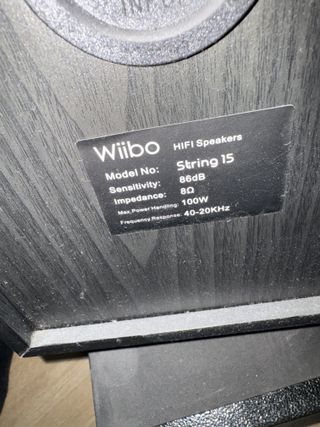 Wiibo HIFI Speakers
Model No: String 15
Sensitivity: 86dB
Impedance: 8Ω
Max.Power Handling: 100W
Frequency Response: 40-20KHz